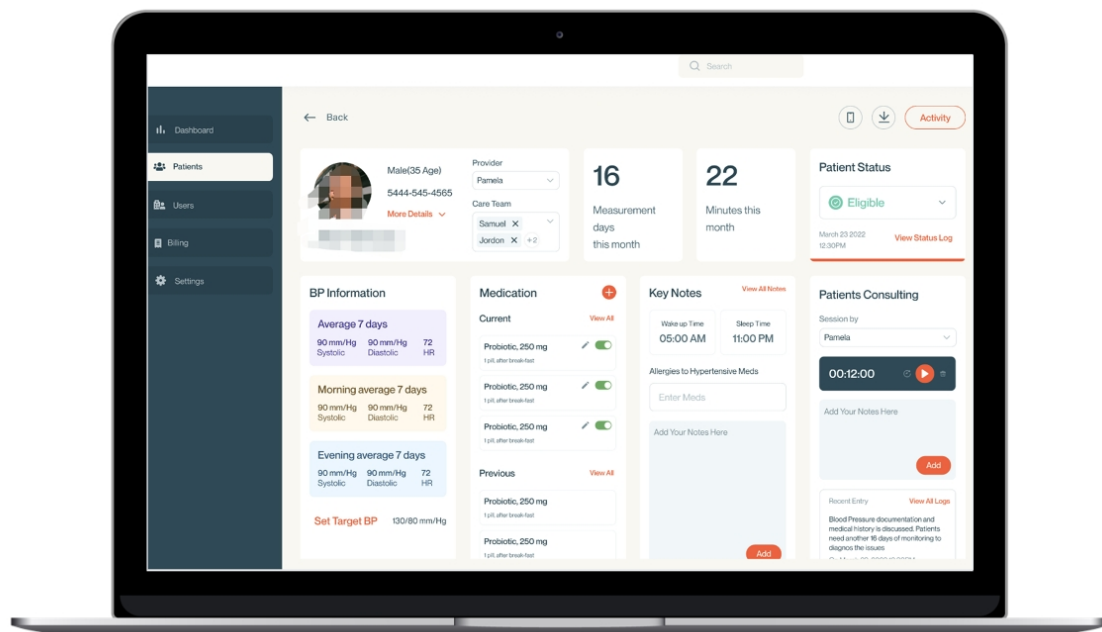 Search
Dashboard
Patients
Users
Billing
Settings
Back
Activity
Male(35 Age)
5444-545-4565
More Details
Provider
Pamela
Care Team
Samuel X
Jordon X +2
16
Measurement
days
this month
22
Minutes this
month
Patient Status
Eligible
March 23 2022
12:30PM
View Status Log
BP Information
Average 7 days
90 mm/Hg 90 mm/Hg 72
Systolic Diastolic HR
Morning average 7 days
90 mm/Hg 90 mm/Hg 72
Systolic Diastolic HR
Evening average 7 days
90 mm/Hg 90 mm/Hg 72
Systolic Diastolic HR
Set Target BP 130/80 mm/Hg
Medication
Current View All
Probiotic, 250 mg
1 pill, after break-fast
Probiotic, 250 mg
1 pill, after break-fast
Probiotic, 250 mg
1 pill, after break-fast
Previous View All
Probiotic, 250 mg
1 pill, after break-fast
Probiotic, 250 mg
1 pill, after break-fast
Key Notes View All Notes
Wake up Time Sleep Time
05:00 AM 11:00 PM
Allergies to Hypertensive Meds
Enter Meds
Add Your Notes Here
Add
Patients Consulting
Session by
Pamela
00:12:00
Add Your Notes Here
Add
Recent Entry View All Logs
Blood Pressure documentation and
medical history is discussed. Patients
need another 16 days of monitoring to
diagnos the issues